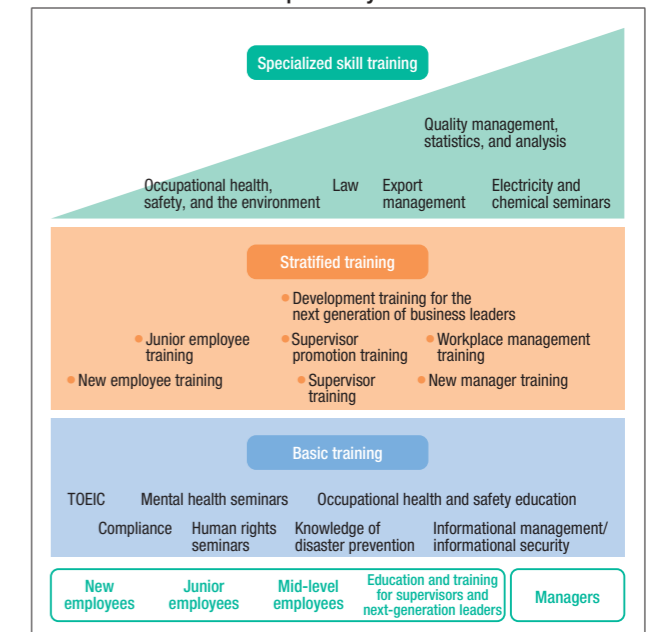 Specialized skill training
Quality management,
statistics, and analysis
Occupational health,
safety, and the environment
Law
Export
management
Electricity and
chemical seminars
Stratified training
• Development training for the
next generation of business leaders
• Junior employee
training
• Supervisor
promotion training
• Workplace management
training
• New employee training
• Supervisor
training
• New manager training
Basic training
TOEIC
Mental health seminars
Occupational health and safety education
Compliance
Human rights
seminars
Knowledge of
disaster prevention
Informational management/
informational security
New
employees
Junior
employees
Mid-level
employees
Education and training
for supervisors and
next-generation leaders
Managers